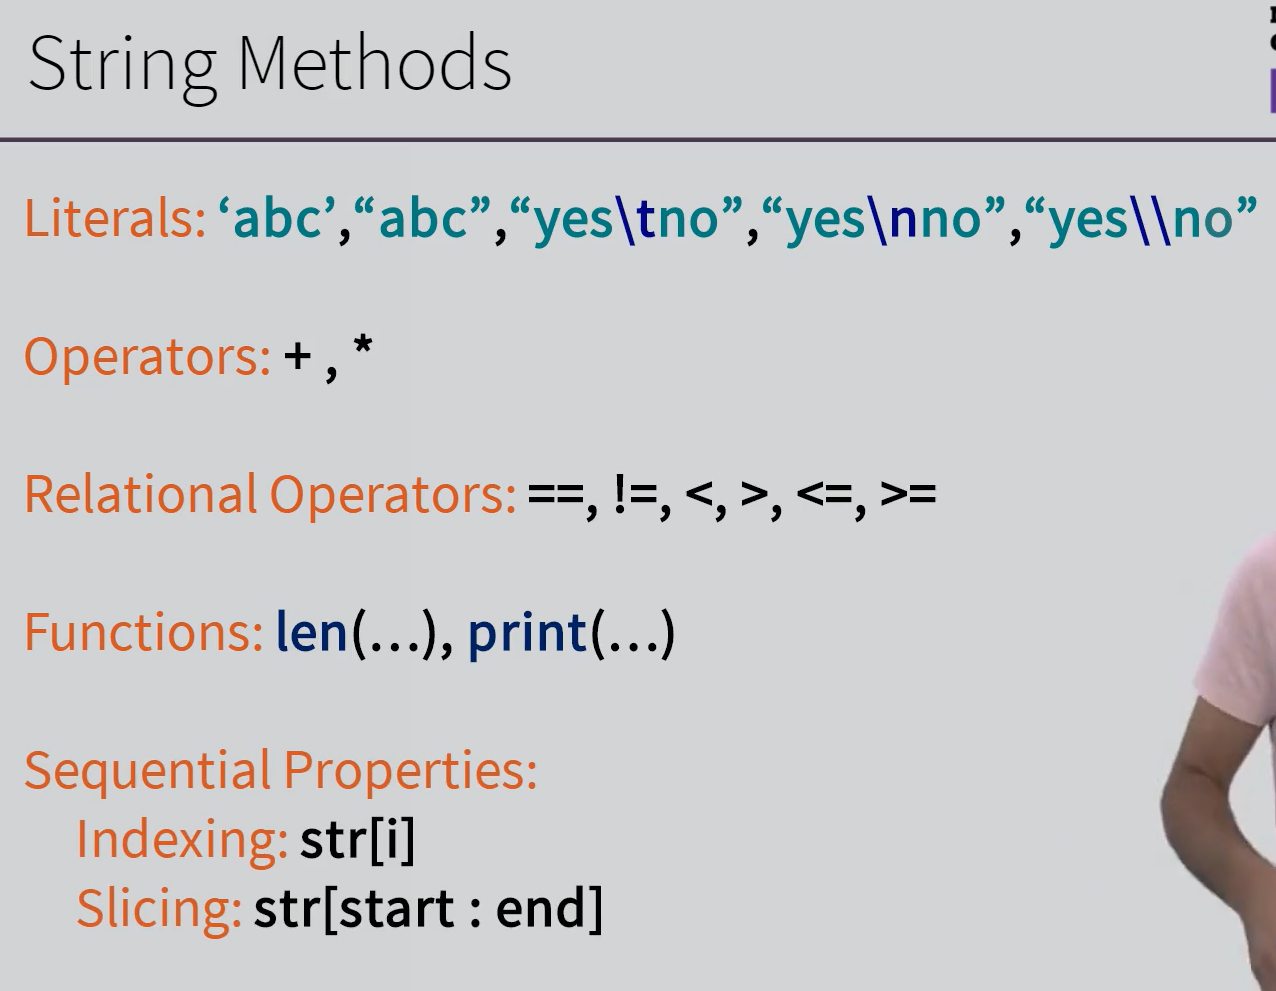 String Methods
Literals: ‘abc’,“abc”,“yes\tno”,“yes\nno”,“yes\\no”
Operators: + , *
Relational Operators: ==, !=, <, >, <=, >=
Functions: len(...), print(...)
Sequential Properties:
Indexing: str[i]
Slicing: str[start : end]